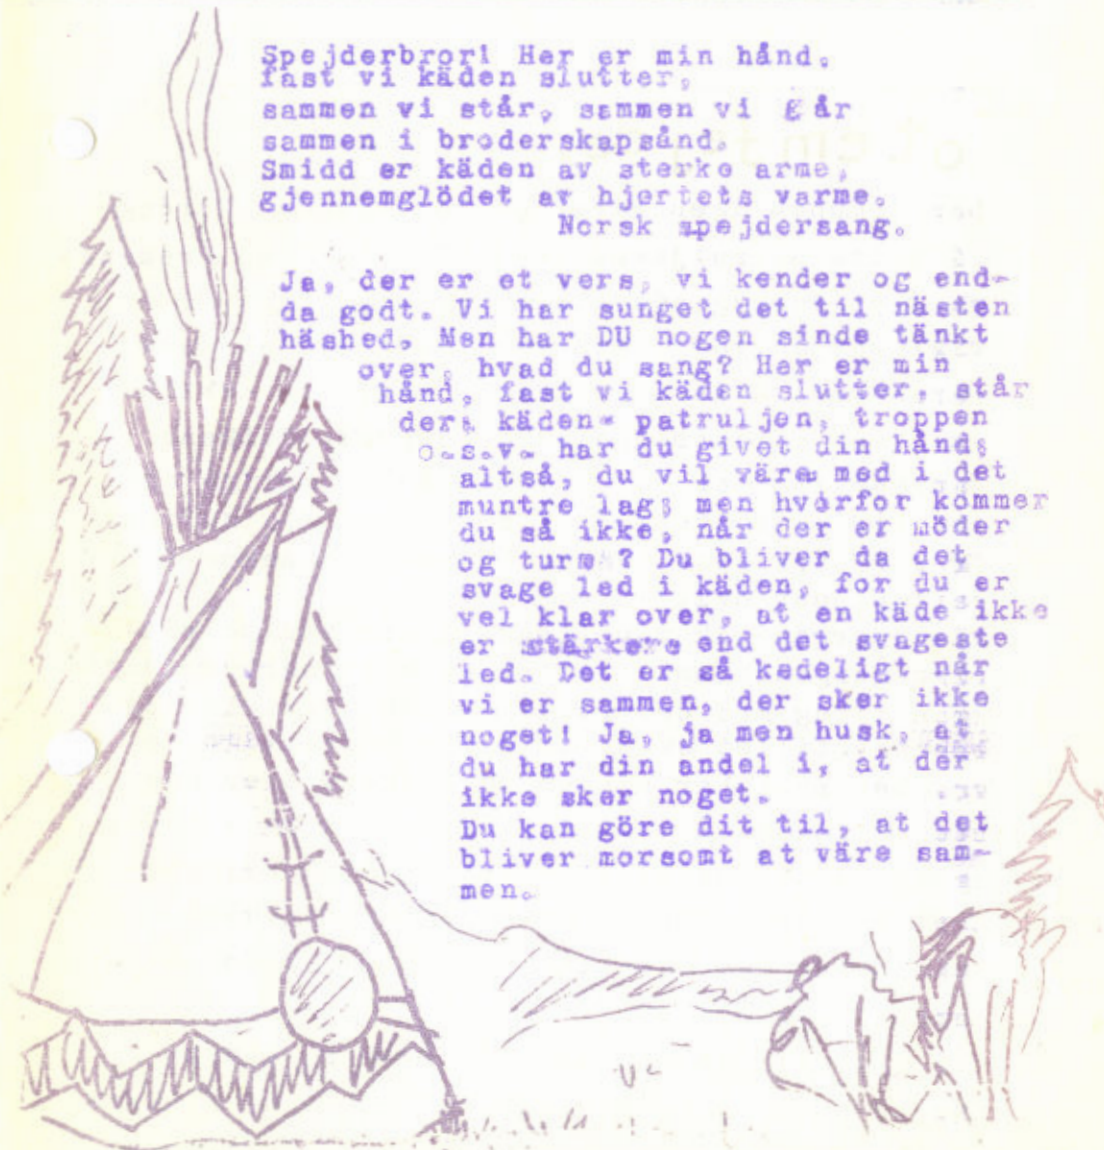 Spejderbror! Her er min hånd,
fast vi käden slutter,
sammen vi står, sammen vi går
sammen i broderskapsånd.
Smidd er käden av sterke arme,
gjennemglödet av hjertets varme.
Norsk spejdersang.
Ja, der er et vers, vi kender og end-
da godt. Vi har sunget det til nästen
häshed, Men har DU nogen sinde tänkt
over, hvad du sang? Her er min
hånd, fast vi käden slutter, står
der; käden- patruljen, troppen
o.s.v. har du givet din hånd;
altså, du vil väre med i det
muntre lag; men hvorfor kommer
du så ikke, når der er möder
og ture ? Du bliver da det
svage led i käden, for du er
vel klar over, at en käde ikke
er stärkere end det svageste
led. Det er så kedeligt når
vi er sammen, der sker ikke
noget! Ja, ja men husk, at
du har din andel i, at der
ikke sker noget.
Du kan göre dit til, at det
bliver morsomt at väre sam-
men.